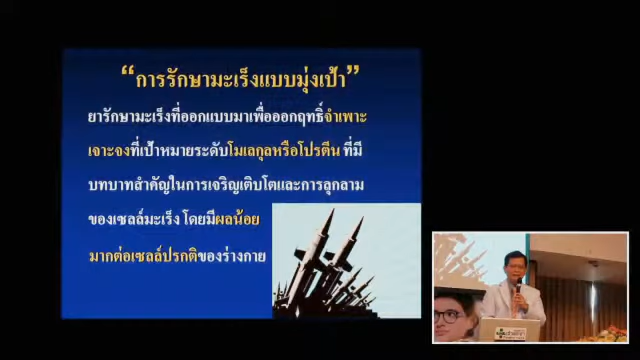 “การรักษามะเร็งแบบมุ่งเป้า”
ยารักษามะเร็งที่ออกแบบมาเพื่อออกฤทธิ์จำเพาะ
เจาะจงที่เป้าหมายระดับโมเลกุลหรือโปรตีน ที่มี
บทบาทสำคัญในการเจริญเติบโตและการลุกลาม
ของเซลล์มะเร็ง โดยมีผลน้อย
มากต่อเซลล์ปรกติของร่างกาย